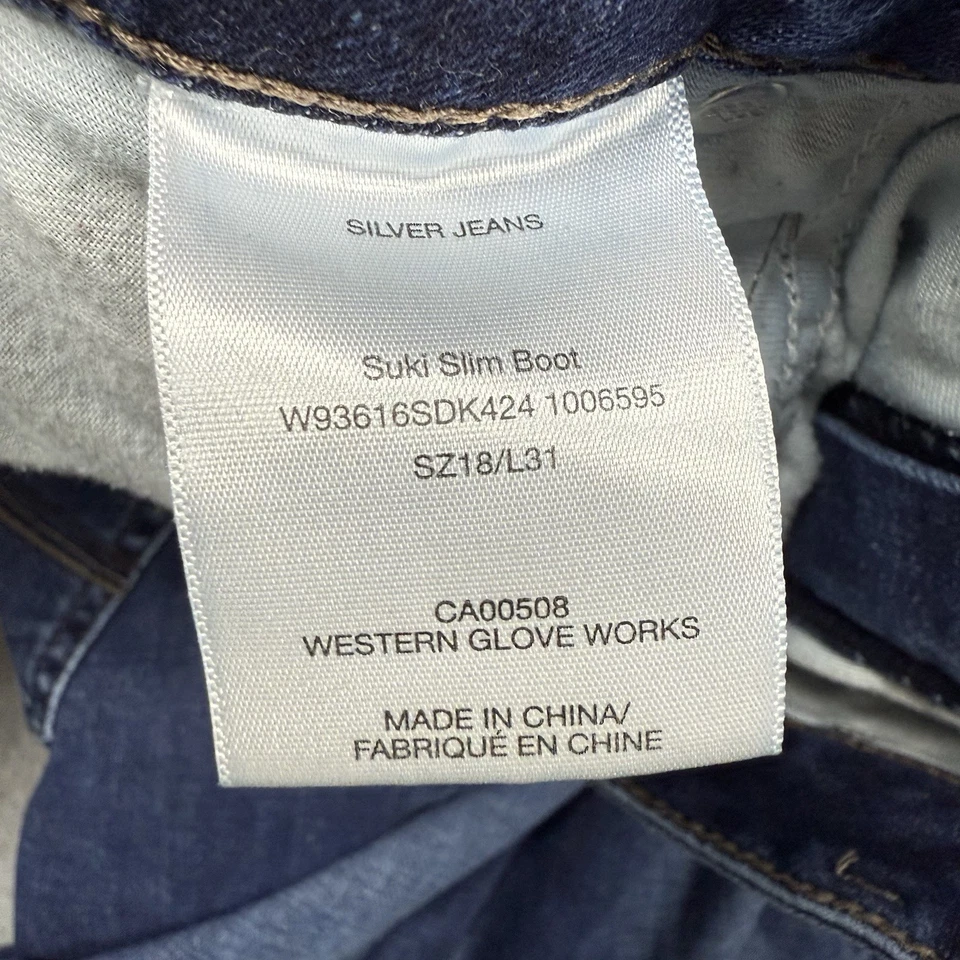 SILVER JEANS
Suki Slim Boot
W93616SDK424 1006595
SZ18/L31
CA00508
WESTERN GLOVE WORKS
MADE IN CHINA/
FABRIQUÉ EN CHINE